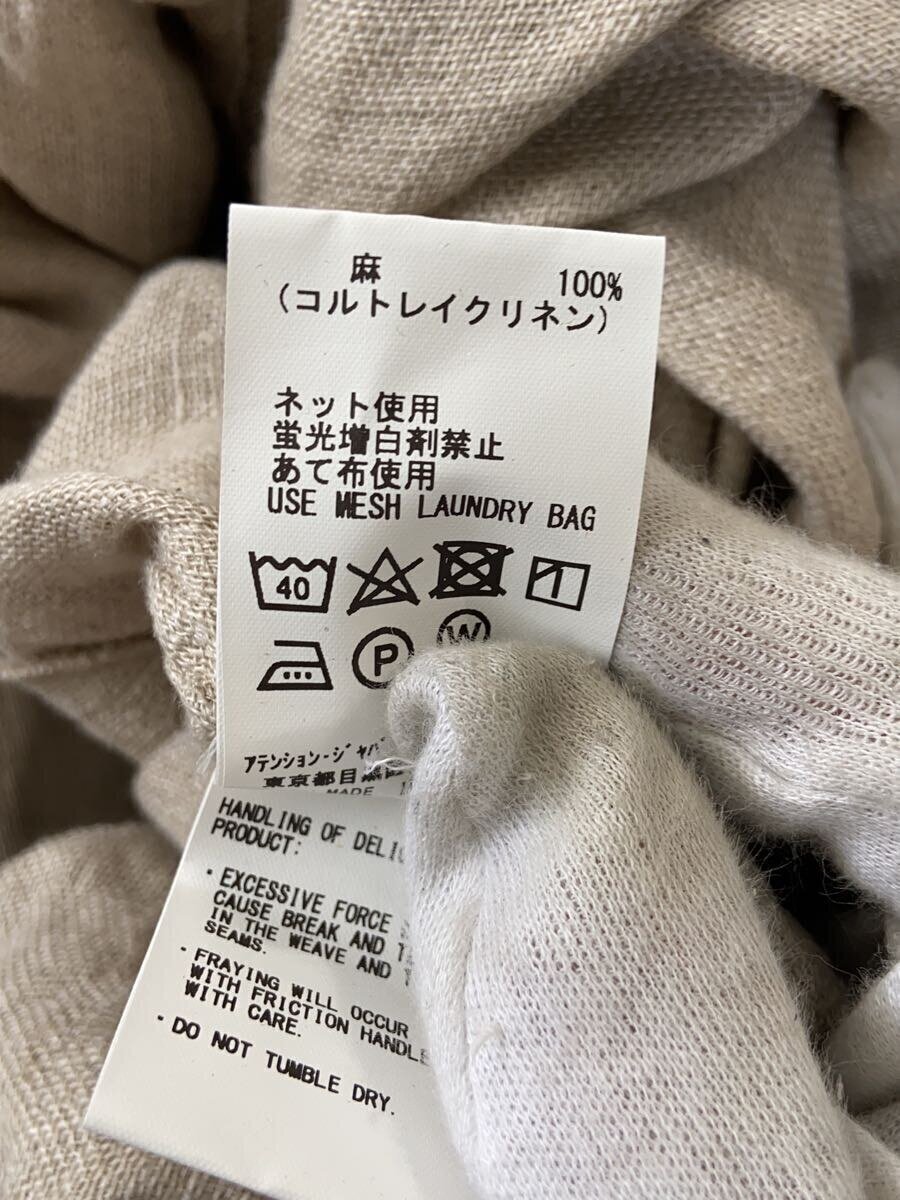 麻 100%
(コルトレイクリネン)
ネット使用
蛍光増白剤禁止
あて布使用
USE MESH LAUNDRY BAG
40
P W
アテンション-ジャパ
東京都目黒区
MADE
HANDLING OF
PRODUCT:
・EXCESSIVE FORCE
CAUSE BREAK AND
IN THE WEAVE AND
SEAMS.
・FRAYING WILL OCCUR
WITH FRICTION HANDLE
WITH CARE.
・DO NOT TUMBLE DRY.